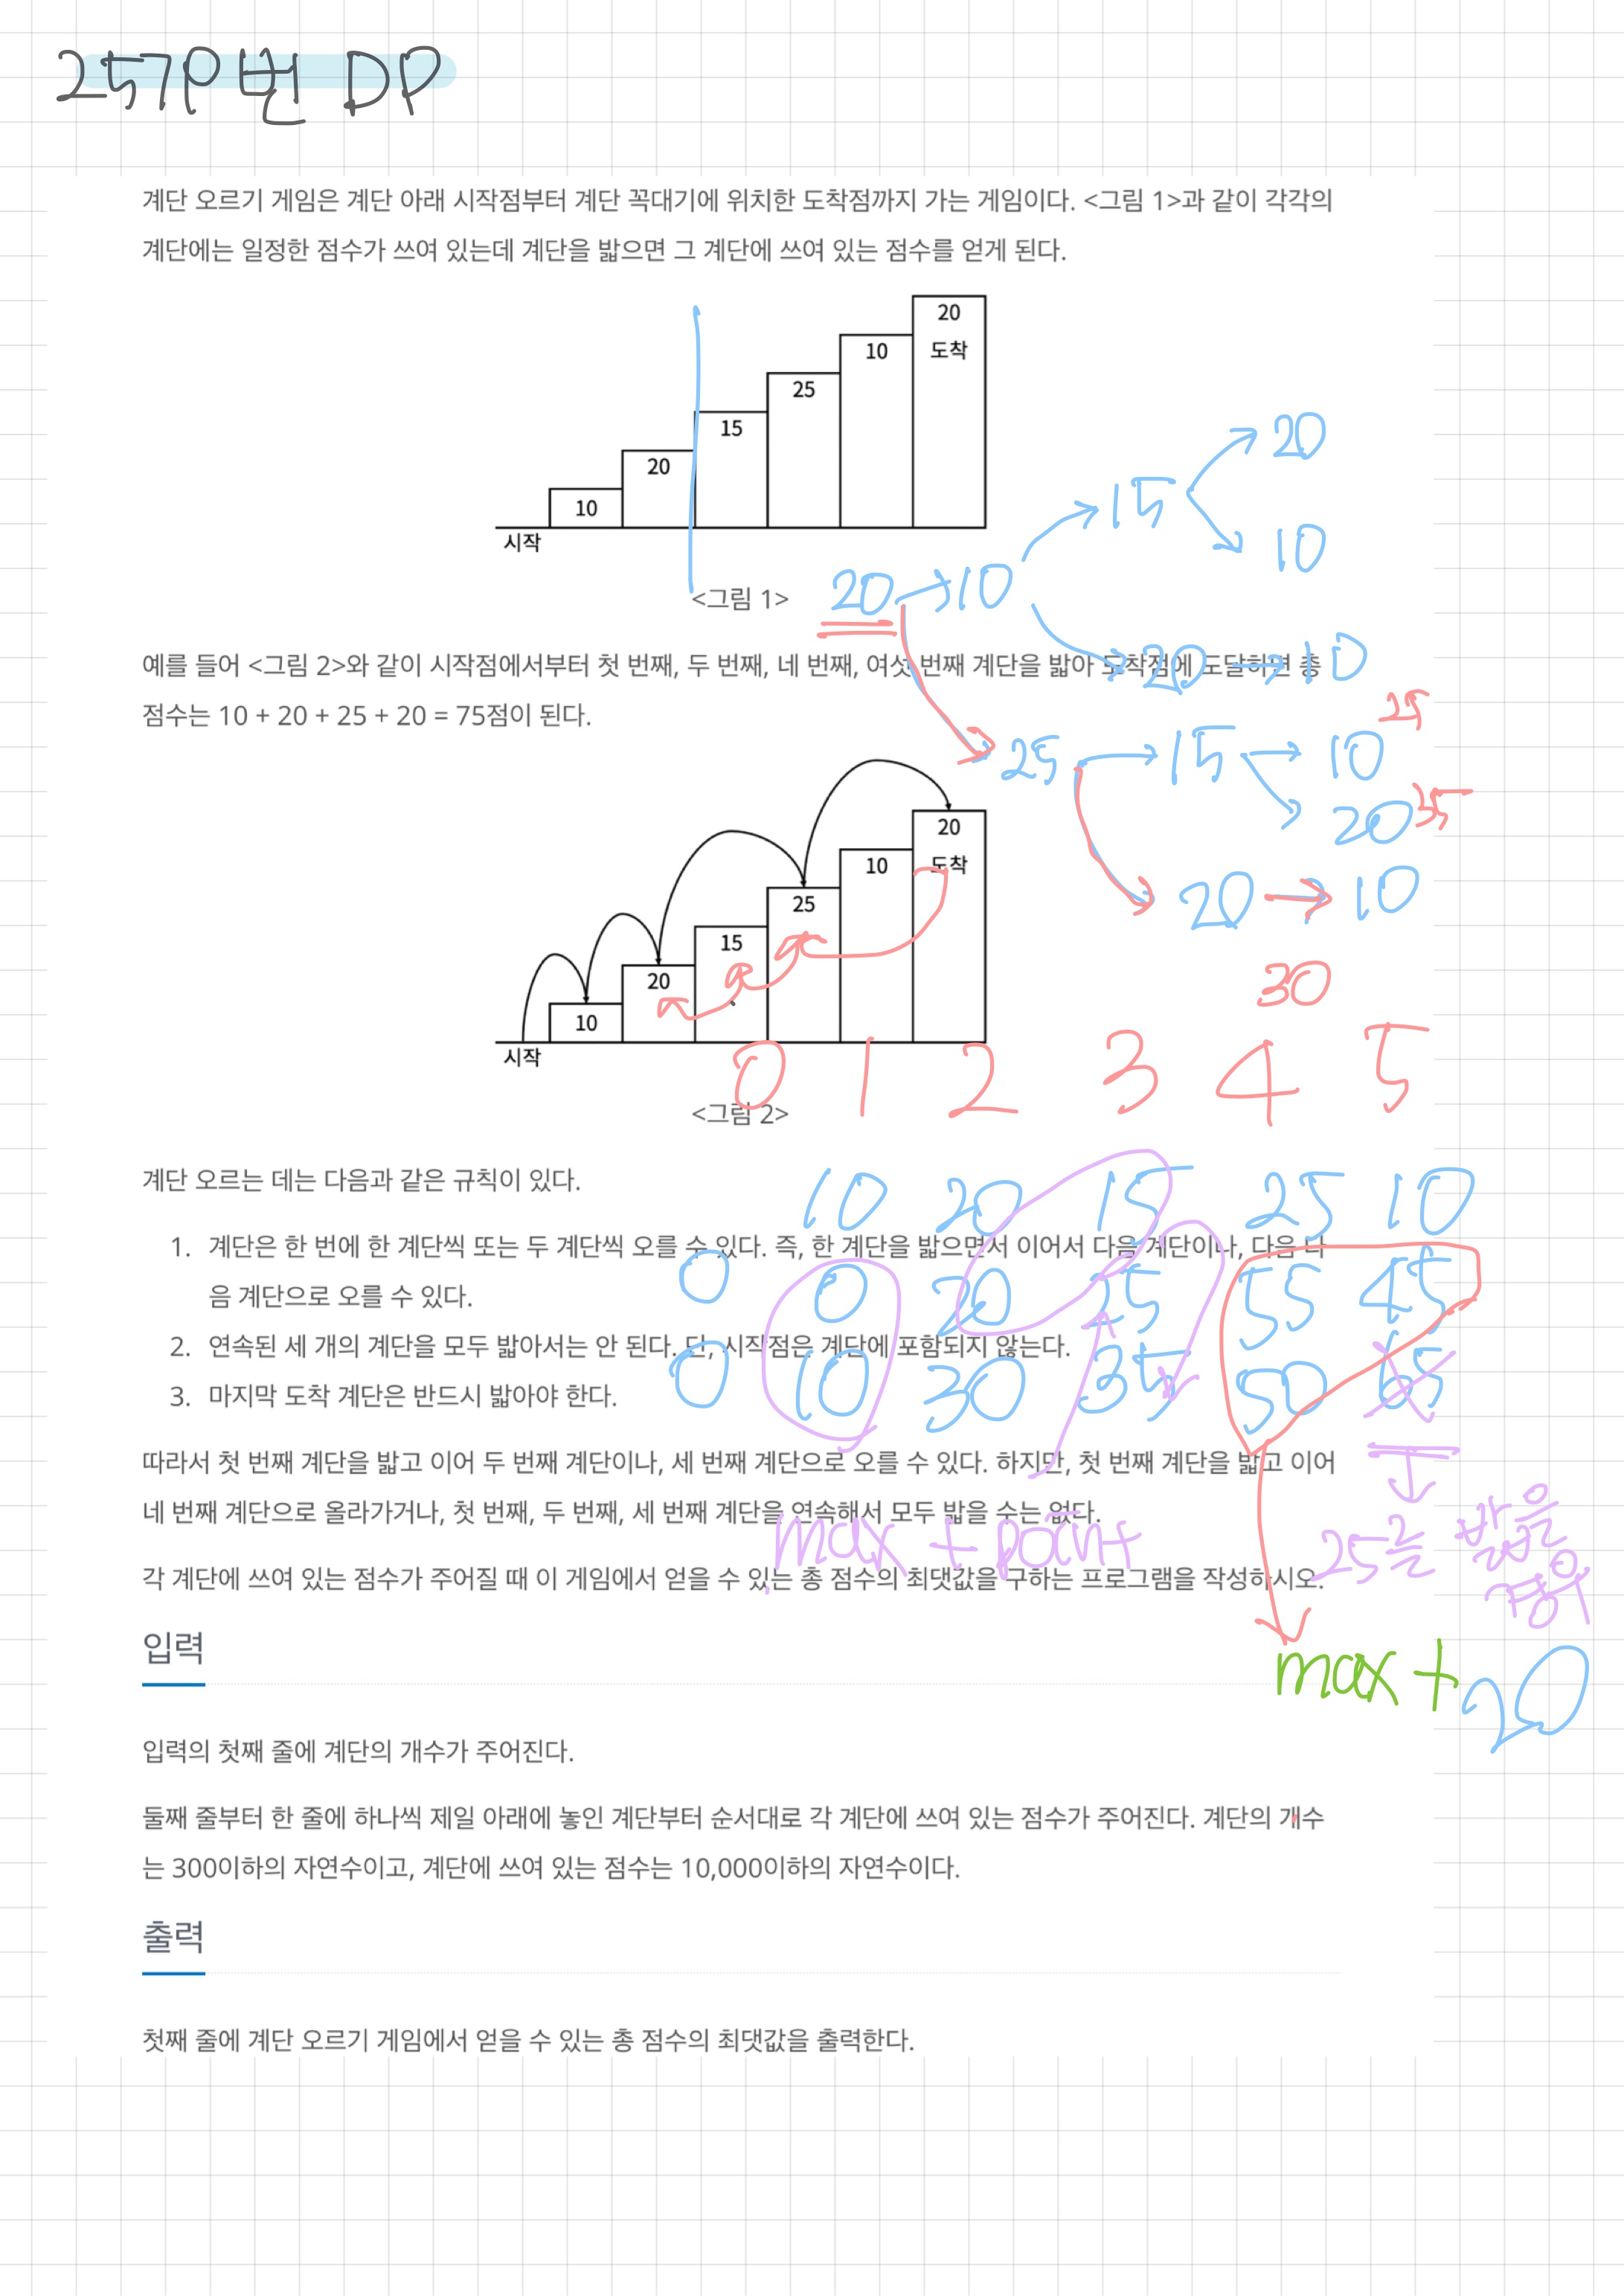 2579번 DP
계단 오르기 게임은 계단 아래 시작점부터 계단 꼭대기에 위치한 도착점까지 가는 게임이다. <그림 1>과 같이 각각의
계단에는 일정한 점수가 쓰여 있는데 계단을 밟으면 그 계단에 쓰여 있는 점수를 얻게 된다.
20
도착
10
25
15
20
10
시작
<그림 1>
20 10 15 20
10
20 10
예를 들어 <그림 2>와 같이 시작점에서부터 첫 번째, 두 번째, 네 번째, 여섯 번째 계단을 밟아 도착점에 도달하면 총
점수는 10 + 20 + 25 + 20 = 75점이 된다.
25 15 10 25
20 35
20 10
30
20
도착
10
25
15
20
10
시작
0 1 2 3 4 5
<그림 2>
계단 오르는 데는 다음과 같은 규칙이 있다.
10 20 15 25 10
1. 계단은 한 번에 한 계단씩 또는 두 계단씩 오를 수 있다. 즉, 한 계단을 밟으면서 이어서 다음 계단이나, 다음 다
음 계단으로 오를 수 있다.
0 0 20 25 55 45
2. 연속된 세 개의 계단을 모두 밟아서는 안 된다. 단, 시작점은 계단에 포함되지 않는다.
0 10 30 35 50 65
3. 마지막 도착 계단은 반드시 밟아야 한다.
따라서 첫 번째 계단을 밟고 이어 두 번째 계단이나, 세 번째 계단으로 오를 수 있다. 하지만, 첫 번째 계단을 밟고 이어
네 번째 계단으로 올라가거나, 첫 번째, 두 번째, 세 번째 계단을 연속해서 모두 밟을 수는 없다.
max + point
25를 밟은
경우
각 계단에 쓰여 있는 점수가 주어질 때 이 게임에서 얻을 수 있는 총 점수의 최댓값을 구하는 프로그램을 작성하시오.
입력
max + 20
입력의 첫째 줄에 계단의 개수가 주어진다.
둘째 줄부터 한 줄에 하나씩 제일 아래에 놓인 계단부터 순서대로 각 계단에 쓰여 있는 점수가 주어진다. 계단의 개수
는 300이하의 자연수이고, 계단에 쓰여 있는 점수는 10,000이하의 자연수이다.
출력
첫째 줄에 계단 오르기 게임에서 얻을 수 있는 총 점수의 최댓값을 출력한다.